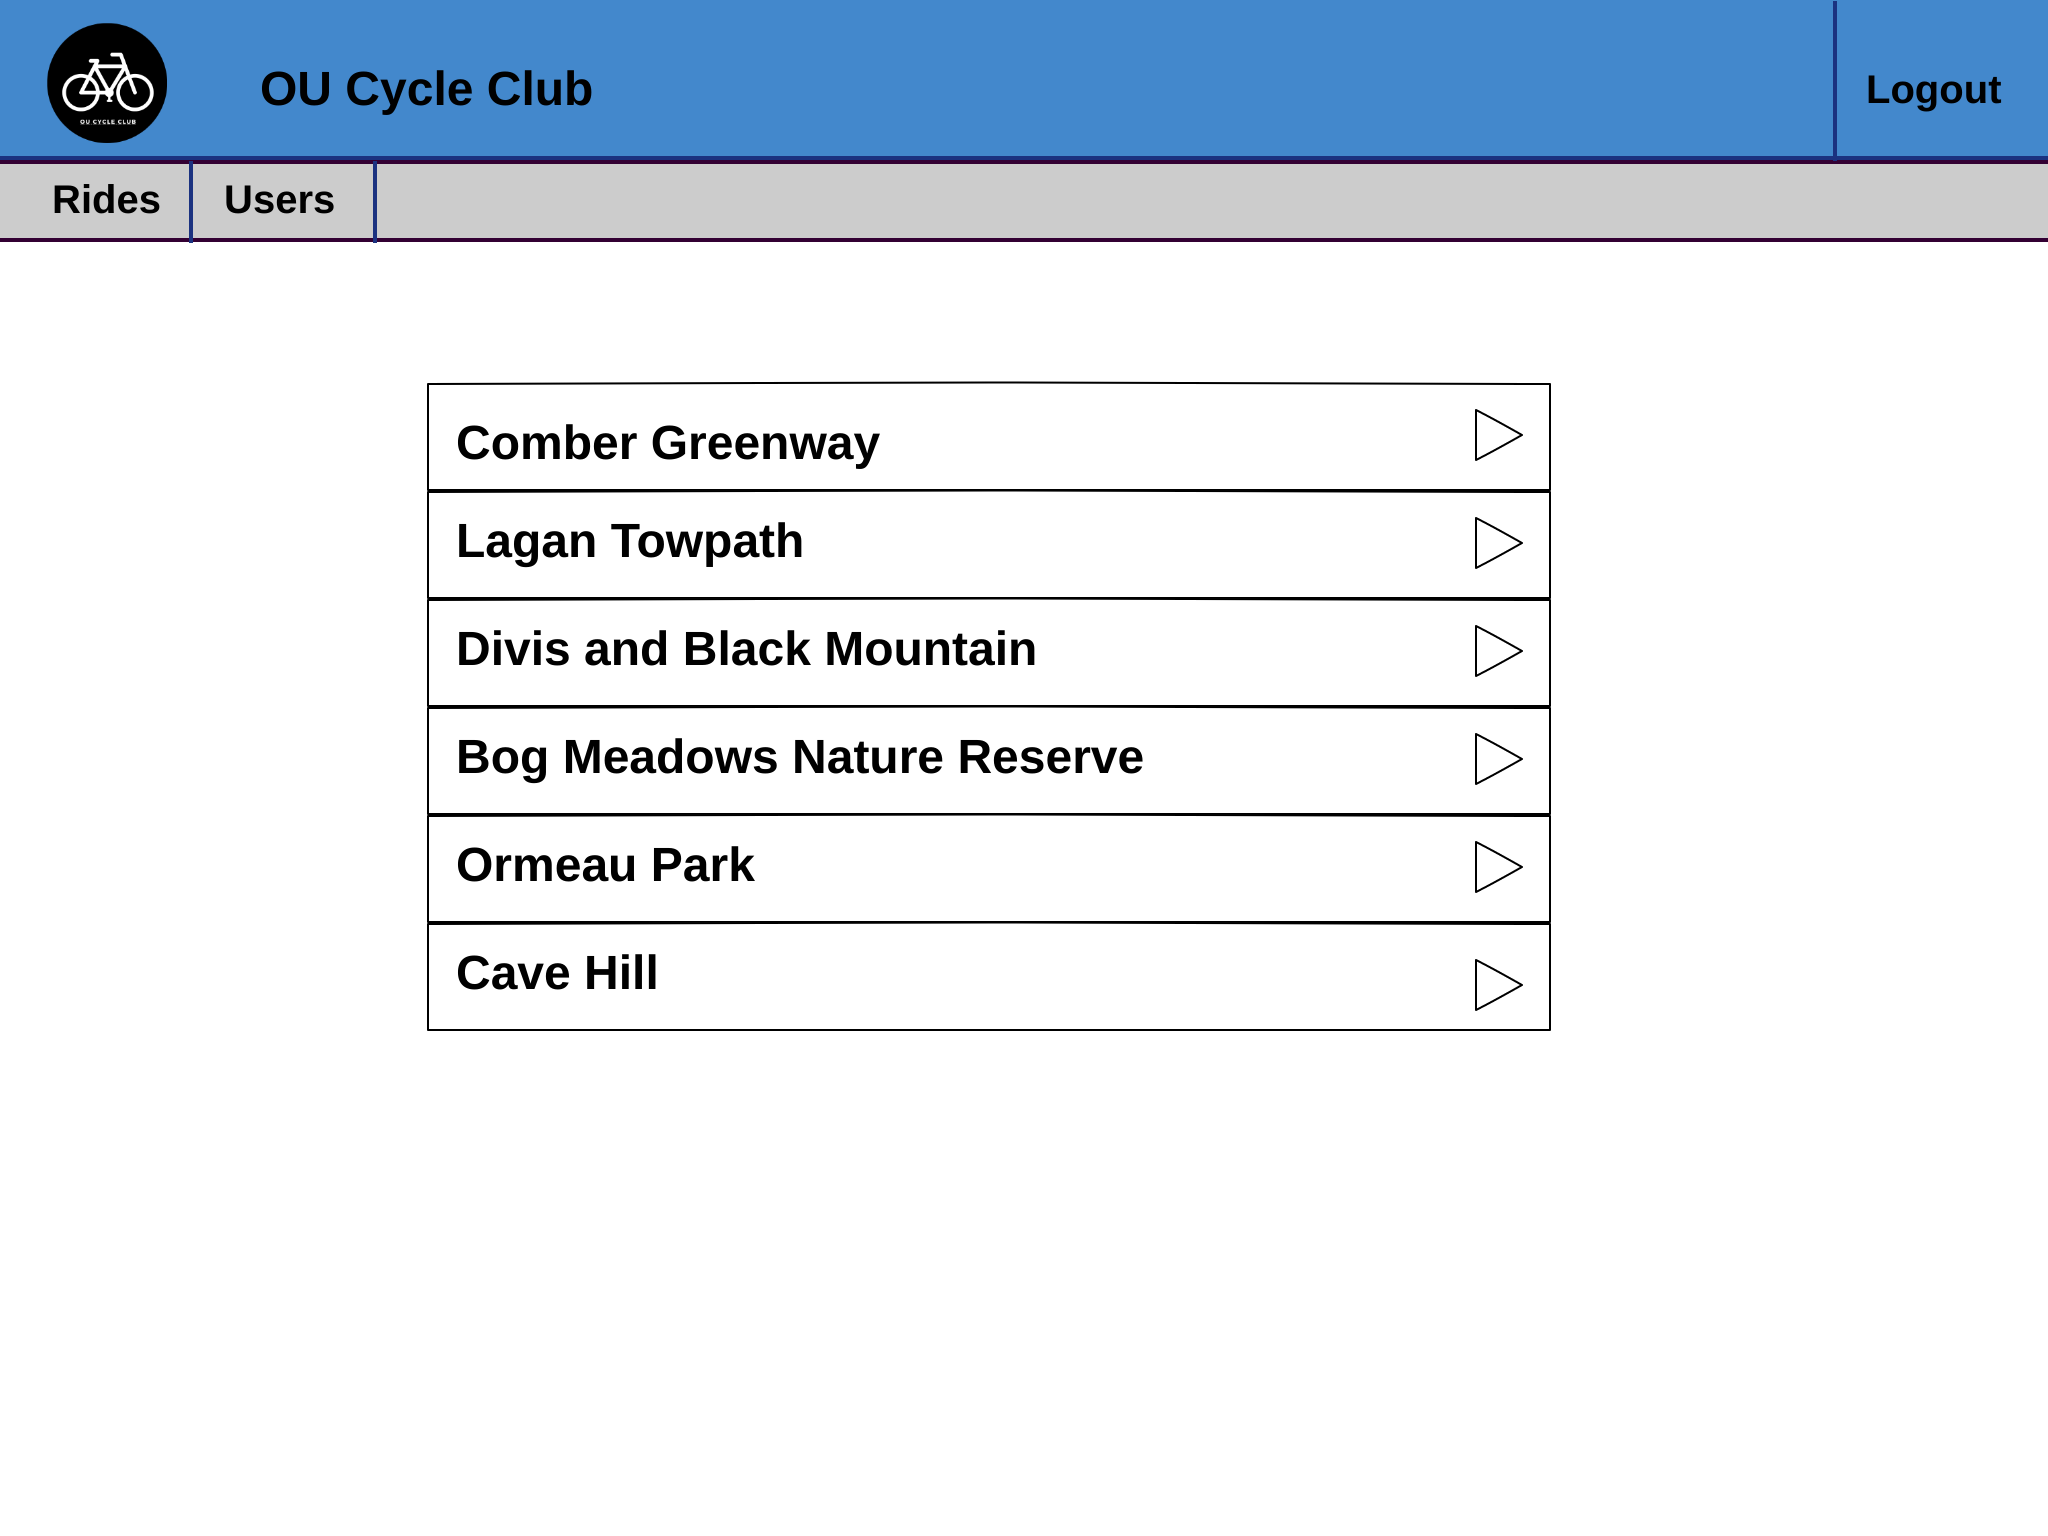 OU CYCLE CLUB
OU Cycle Club
Logout
Rides
Users
Comber Greenway
Lagan Towpath
Divis and Black Mountain
Bog Meadows Nature Reserve
Ormeau Park
Cave Hill